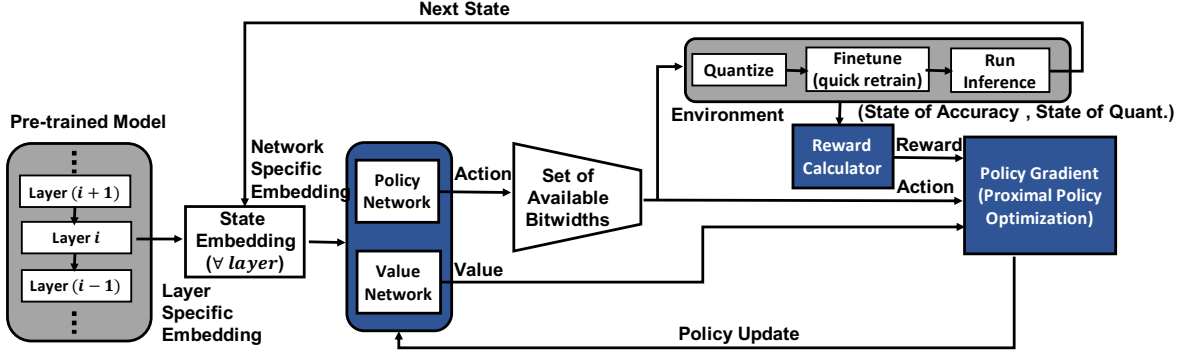 Next State
Pre-trained Model
⋮
Layer (i + 1)
Layer i
Layer (i − 1)
⋮
Layer
Specific
Embedding
Network
Specific
Embedding
State
Embedding
(∀ layer)
Policy
Network
Value
Network
Action
Value
Set of
Available
Bitwidths
Quantize
Finetune
(quick retrain)
Run
Inference
Environment
(State of Accuracy , State of Quant.)
Reward
Calculator
Reward
Action
Policy Gradient
(Proximal Policy
Optimization)
Policy Update